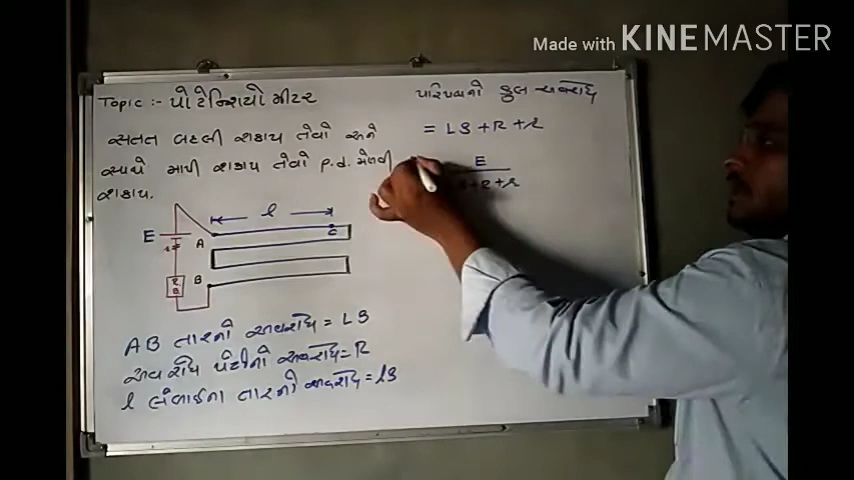 Made with KINEMASTER
Topic :- પોટેન્શિયોમીટર
સતત બદલી શકાય તેવો અને
સાથે માપી શકાય તેવો p.d. મેળવી
શકાય.
પરિપથનો કુલ અવરોધ
= LS + R + r
E
S + R + r
l
E
A
C
r
B
R
B
AB તારનો અવરોધ = LS
અવરોધ પેટીનો અવરોધ = R
l લંબાઈના તારનો અવરોધ = lS